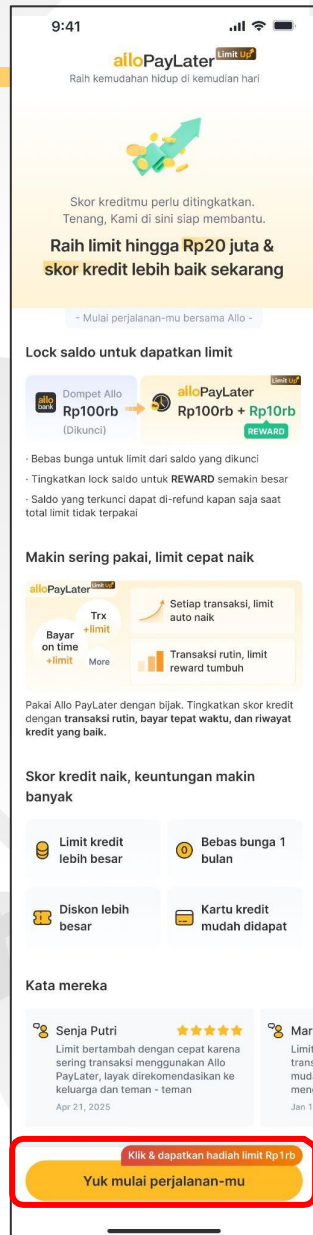 9:41
alloPayLater Limit Up
Raih kemudahan hidup di kemudian hari
Skor kreditmu perlu ditingkatkan.
Tenang, Kami di sini siap membantu.
Raih limit hingga Rp20 juta &
skor kredit lebih baik sekarang
- Mulai perjalanan-mu bersama Allo -
Lock saldo untuk dapatkan limit
allo bank
Dompet Allo
Rp100rb
(Dikunci)
Limit Up
alloPayLater
Rp100rb + Rp10rb
REWARD
· Bebas bunga untuk limit dari saldo yang dikunci
· Tingkatkan lock saldo untuk REWARD semakin besar
· Saldo yang terkunci dapat di-refund kapan saja saat
total limit tidak terpakai
Makin sering pakai, limit cepat naik
alloPayLater Limit Up
Trx
+limit
Bayar
on time
+limit
More
Setiap transaksi, limit
auto naik
Transaksi rutin, limit
reward tumbuh
Pakai Allo PayLater dengan bijak. Tingkatkan skor kredit
dengan transaksi rutin, bayar tepat waktu, dan riwayat
kredit yang baik.
Skor kredit naik, keuntungan makin
banyak
Limit kredit
lebih besar
Bebas bunga 1
bulan
Diskon lebih
besar
Kartu kredit
mudah didapat
Kata mereka
Senja Putri
Limit bertambah dengan cepat karena
sering transaksi menggunakan Allo
PayLater, layak direkomendasikan ke
keluarga dan teman - teman
Apr 21, 2025
Mar
Limit
trans
mud
men
Jan 1
Klik & dapatkan hadiah limit Rp1rb
Yuk mulai perjalanan-mu